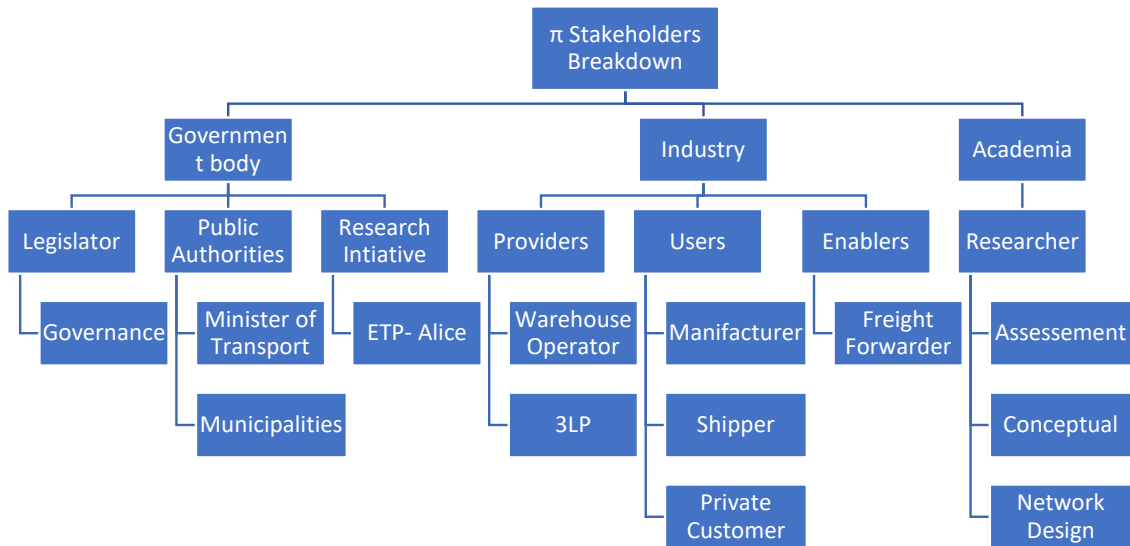 π Stakeholders
Breakdown
Governmen
t body
Industry
Academia
Legislator
Public
Authorities
Research
Intiative
Providers
Users
Enablers
Researcher
Governance
Minister of
Transport
ETP- Alice
Warehouse
Operator
Manifacturer
Freight
Forwarder
Assessement
Municipalities
3LP
Shipper
Conceptual
Private
Customer
Network
Design